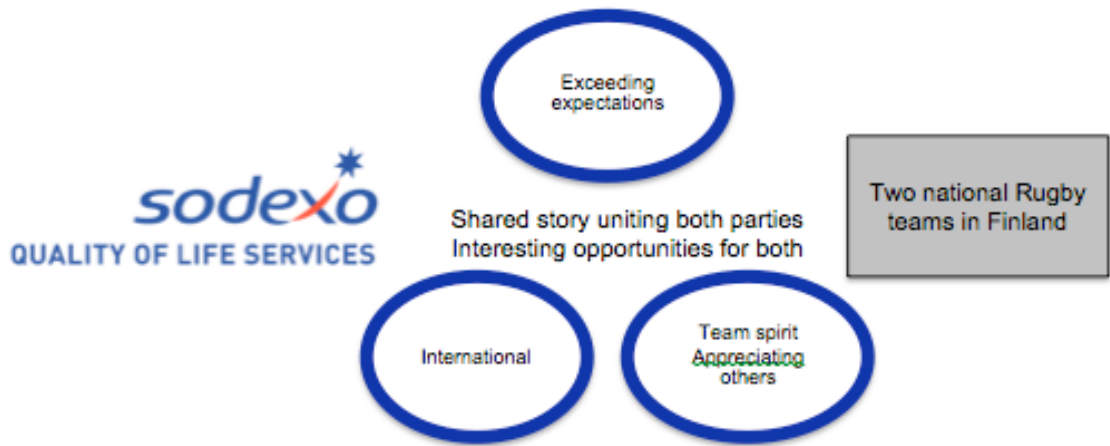 Exceeding
expectations
sodexo
QUALITY OF LIFE SERVICES
Shared story uniting both parties
Interesting opportunities for both
Two national Rugby
teams in Finland
International
Team spirit
Appreciating
others